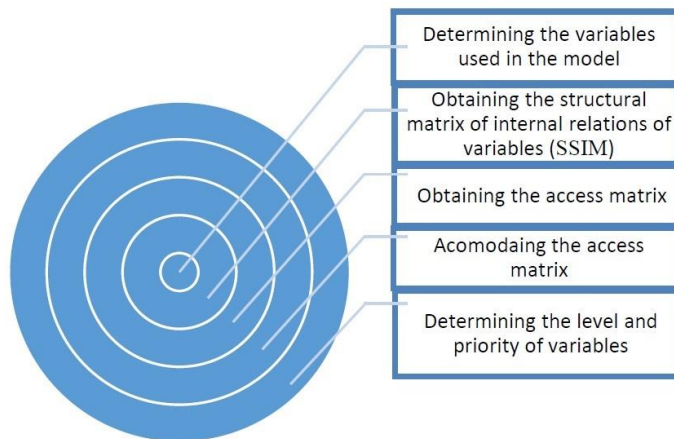 Determining the variables
used in the model
Obtaining the structural
matrix of internal relations of
variables (SSIM)
Obtaining the access matrix
Acomodaing the access
matrix
Determining the level and
priority of variables